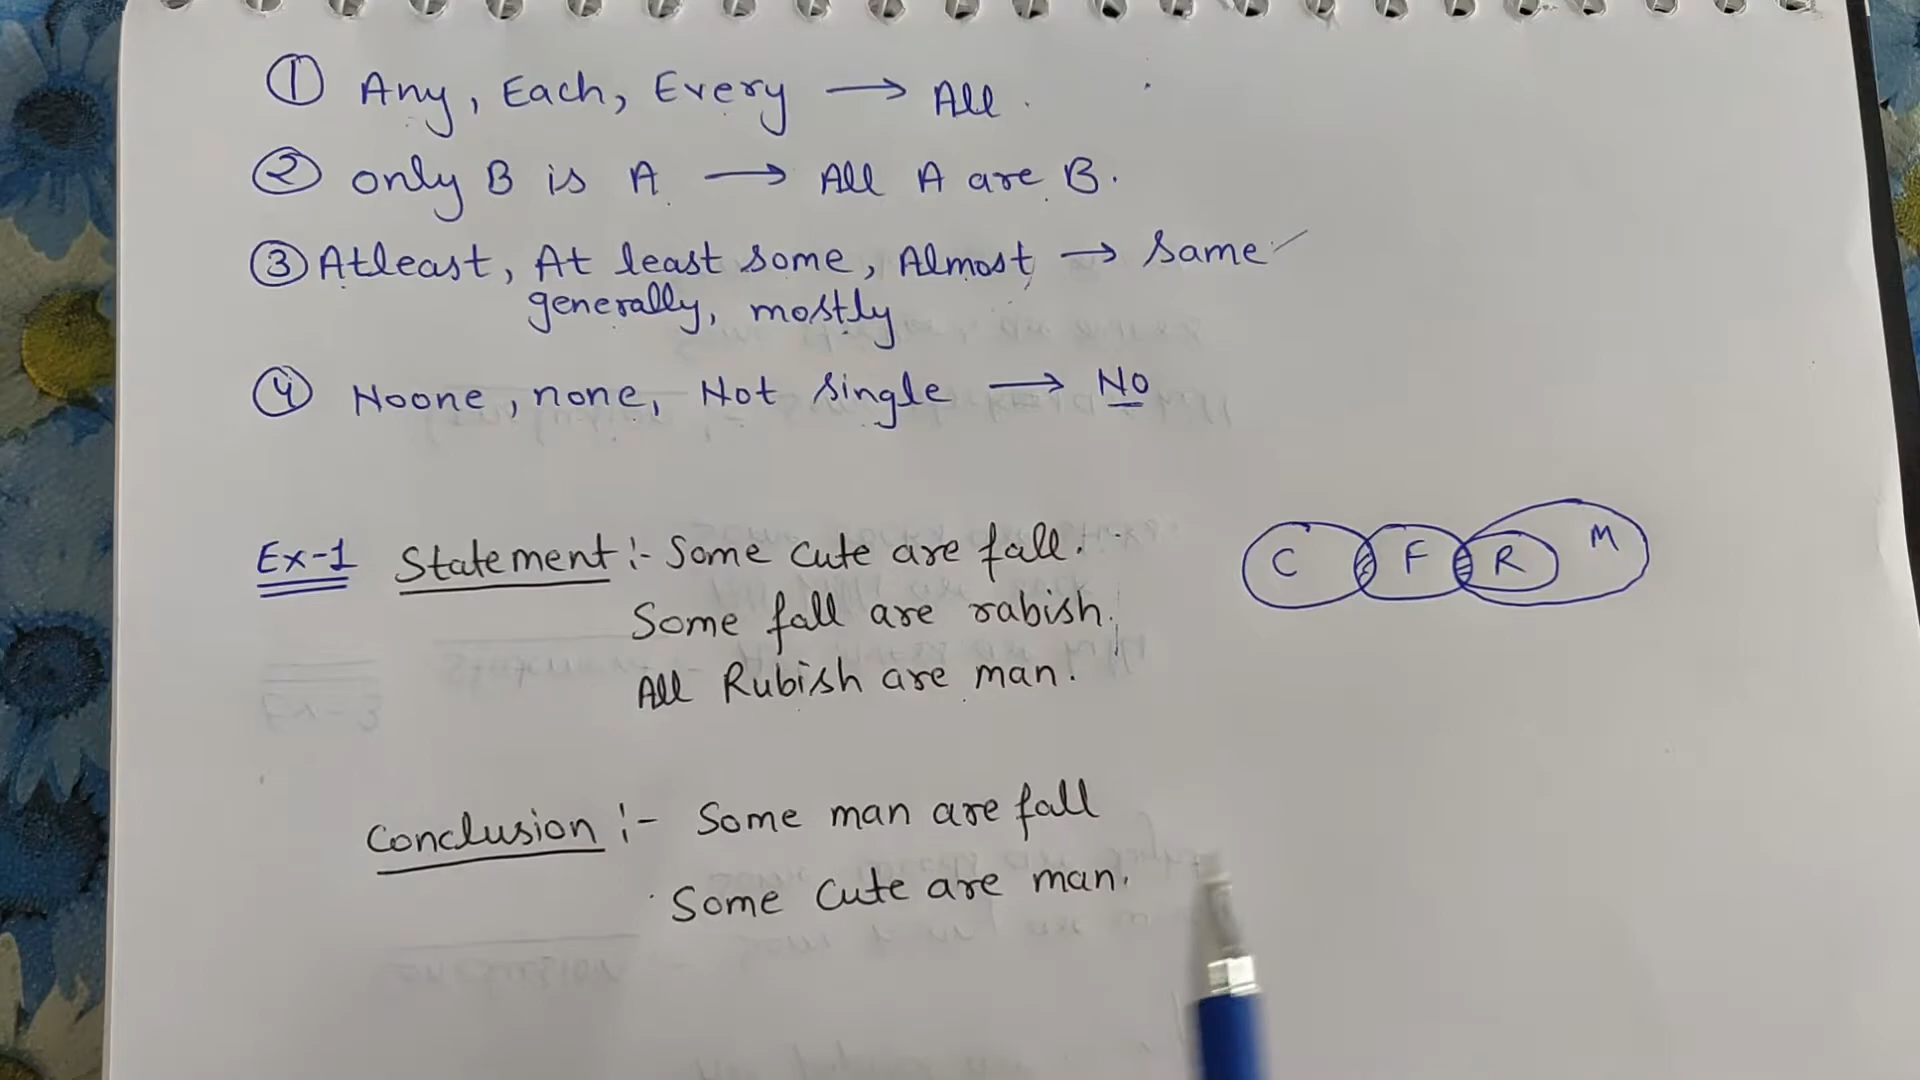 ① Any, Each, Every → All.
② only B is A → All A are B.
③ Atleast, At least some, Almost → Same
generally, mostly
④ Noone, none, Not single → No
Ex-1 Statement :- Some cute are fall.
Some fall are rabish.
All Rubish are man.
C F R M
Conclusion :- Some man are fall
Some cute are man.